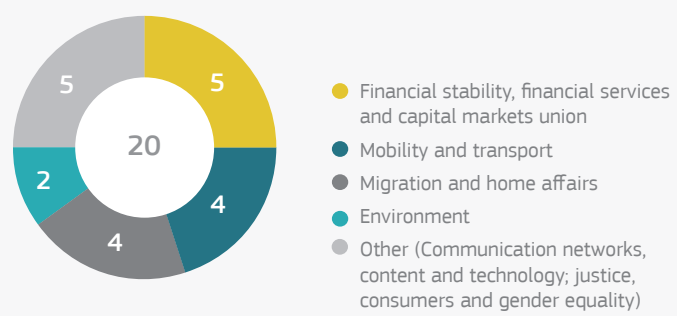 5
5
20
2
4
4
Financial stability, financial services
and capital markets union
Mobility and transport
Migration and home affairs
Environment
Other (Communication networks,
content and technology; justice,
consumers and gender equality)